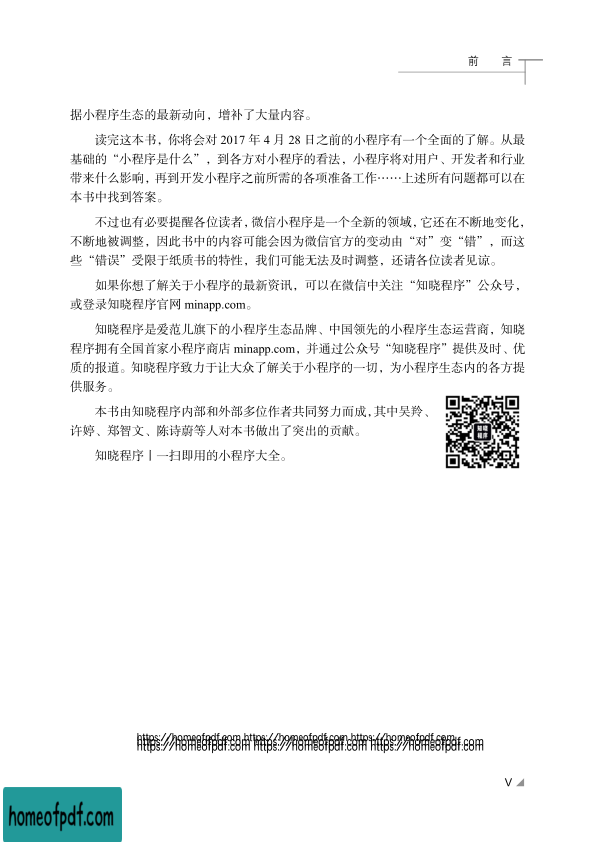 前 言
据小程序生态的最新动向，增补了大量内容。
读完这本书，你将会对 2017 年 4 月 28 日之前的小程序有一个全面的了解。从最
基础的“小程序是什么”，到各方对小程序的看法，小程序将对用户、开发者和行业
带来什么影响，再到开发小程序之前所需的各项准备工作……上述所有问题都可以在
本书中找到答案。
不过也有必要提醒各位读者，微信小程序是一个全新的领域，它还在不断地变化，
不断地被调整，因此书中的内容可能会因为微信官方的变动由“对”变“错”，而这
些“错误”受限于纸质书的特性，我们可能无法及时调整，还请各位读者见谅。
如果你想了解关于小程序的最新资讯，可以在微信中关注“知晓程序”公众号，
或登录知晓程序官网 minapp.com。
知晓程序是爱范儿旗下的小程序生态品牌、中国领先的小程序生态运营商，知晓
程序拥有全国首家小程序商店 minapp.com，并通过公众号“知晓程序”提供及时、优
质的报道。知晓程序致力于让大众了解关于小程序的一切，为小程序生态内的各方提
供服务。
本书由知晓程序内部和外部多位作者共同努力而成，其中吴羚、
许婷、郑智文、陈诗蔚等人对本书做出了突出的贡献。
知晓程序丨一扫即用的小程序大全。
https://homeofpdf.com https://homeofpdf.com https://homeofpdf.com
https://homeofpdf.com https://homeofpdf.com https://homeofpdf.com
V
homeofpdf.com